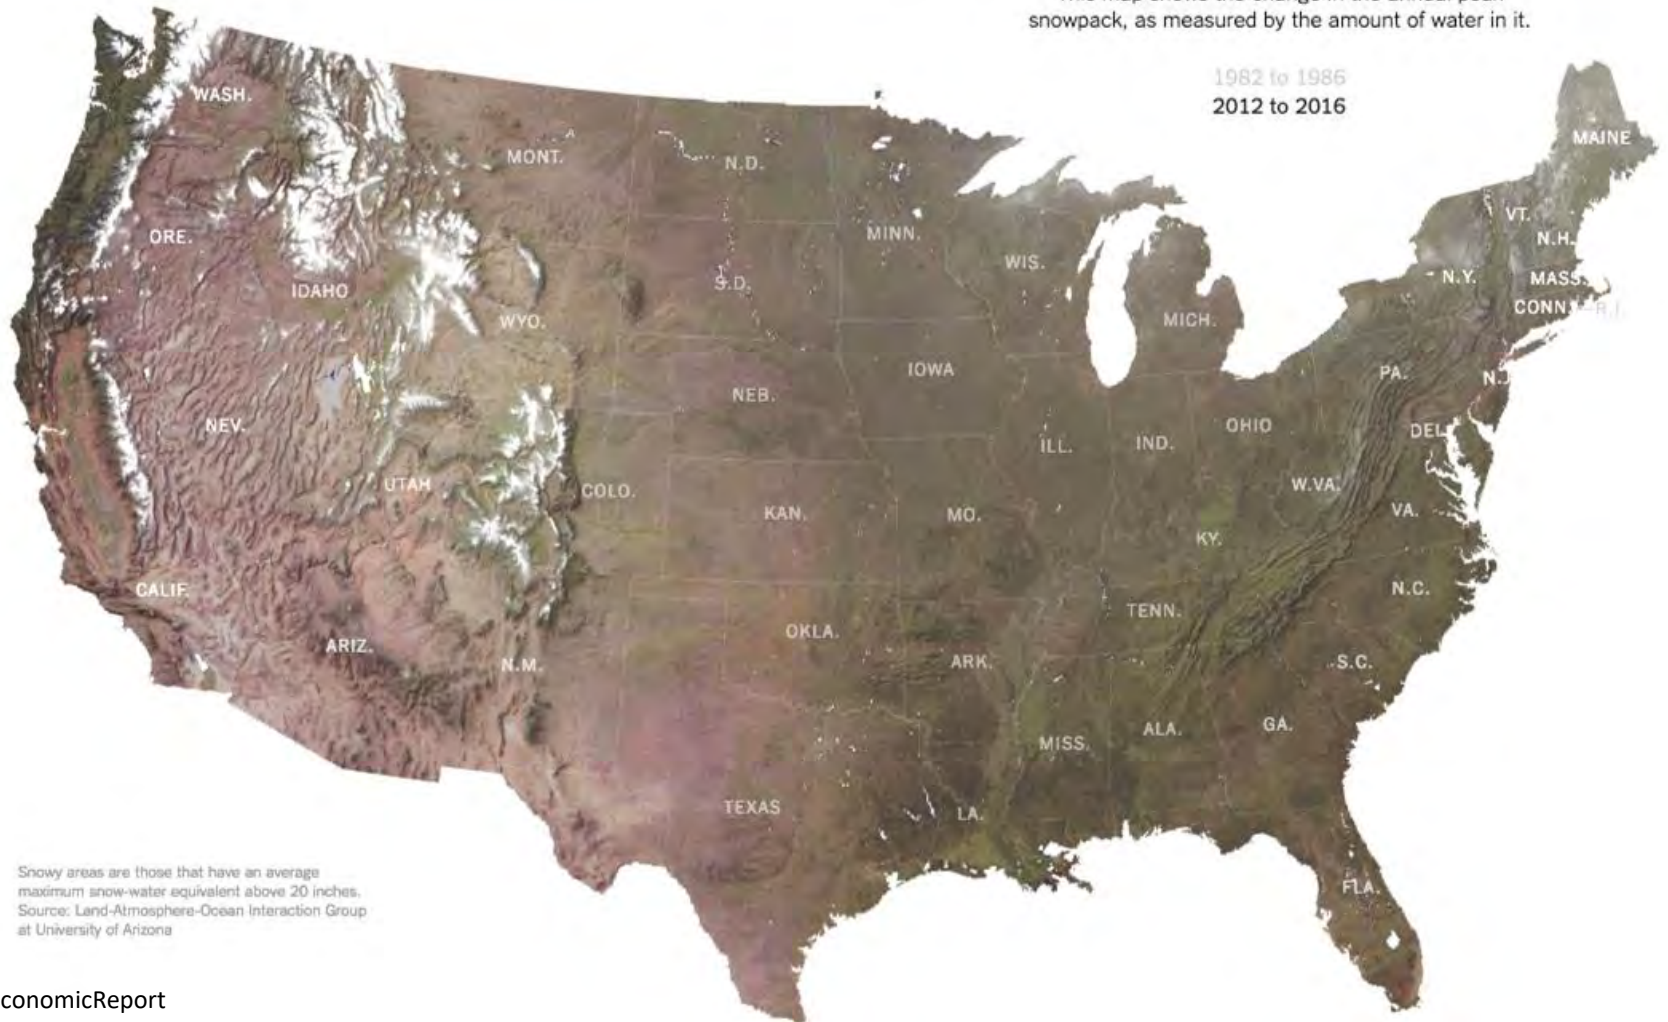 snowpack, as measured by the amount of water in it.
1982 to 1986
2012 to 2016
WASH.
MAINE
MONT.
N.D.
VT.
ORE.
MINN.
N.H.
WIS.
N.Y.
MASS.
S.D.
IDAHO
CONN.
R.I.
WYO.
MICH.
IOWA
PA.
N.J.
NEB.
NEV.
OHIO
DEL.
ILL.
IND.
UTAH
COLO.
W.VA.
KAN.
MO.
VA.
KY.
CALIF.
N.C.
TENN.
OKLA.
ARIZ.
N.M.
ARK.
S.C.
GA.
ALA.
MISS.
TEXAS
LA.
FLA.
Snowy areas are those that have an average
maximum snow-water equivalent above 20 inches.
Source: Land-Atmosphere-Ocean Interaction Group
at University of Arizona
conomicReport